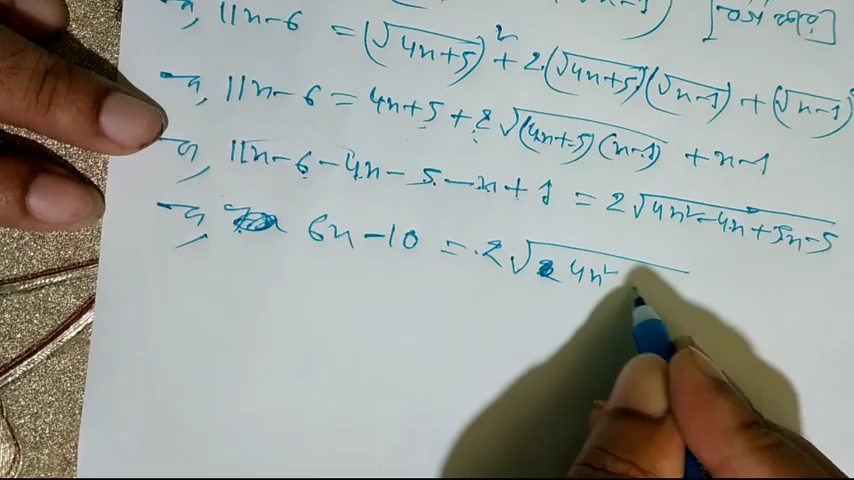 বা, 11x-6 = (√4x+5)² + 2.(√4x+5)(√x-1) + (√x-1)²
বা, 11x-6 = 4x+5 + 2√(4x+5)(x-1) + x-1
বা, 11x-6-4x-5-x+1 = 2√4x²-4x+5x-5
বা, 6x-10 = 2√4x²